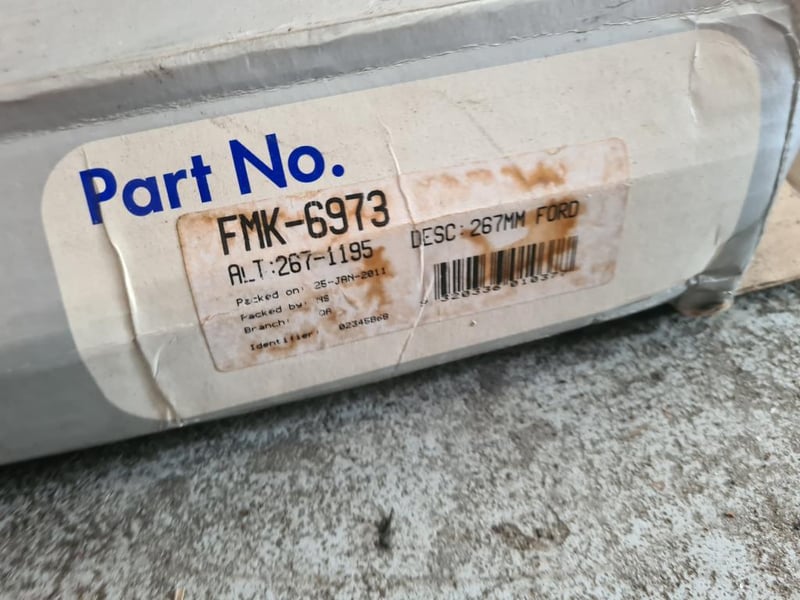 Part No.
FMK-6973
ALT:267-1195
DESC:267MM FORD
Packed on: 25-JAN-2011
Packed by:
Branch: QA
Identifier: